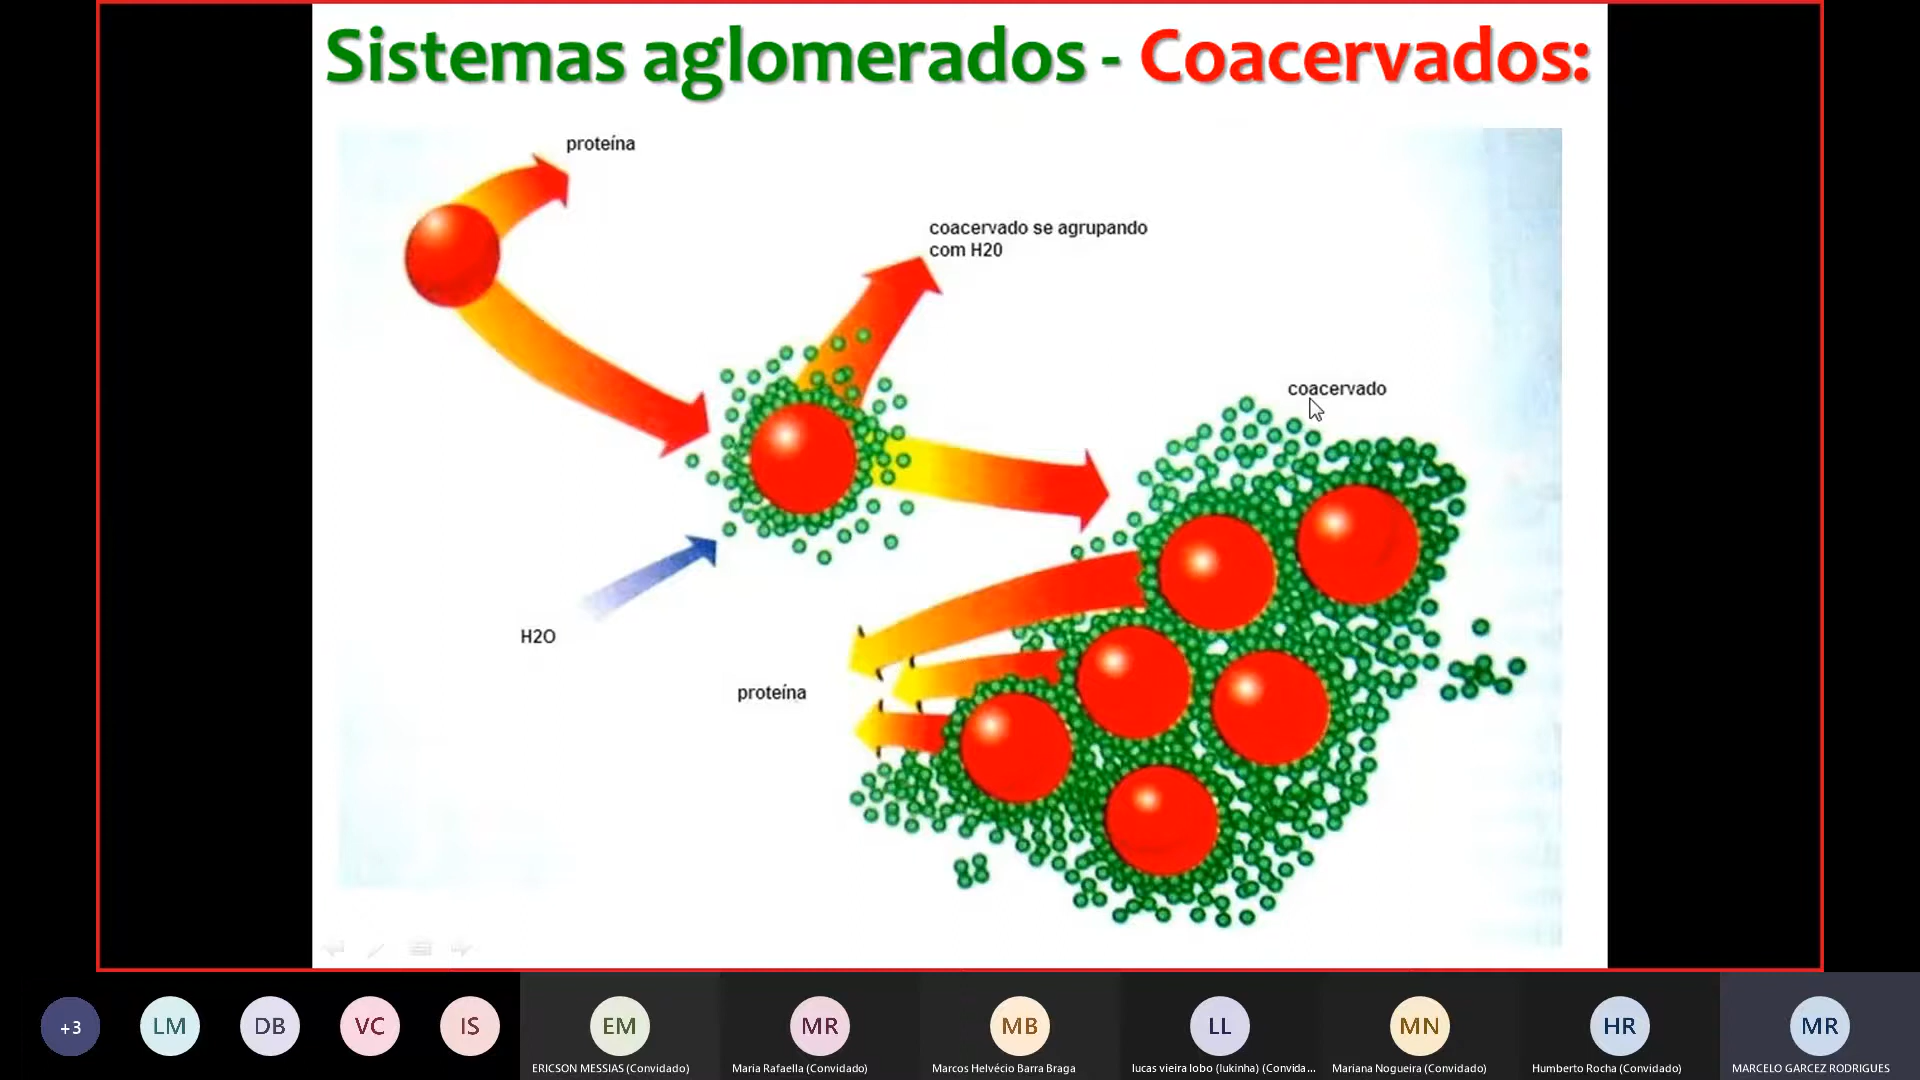 Sistemas aglomerados - Coacervados:
proteína
coacervado se agrupando
com H20
coacervado
H2O
proteína
+3
LM
DB
VC
IS
EM
MR
MB
LL
MN
HR
MR
ERICSON MESSIAS (Convidado)
Maria Rafaella (Convidado)
Marcos Helvécio Barra Braga
lucas vieira lobo (lukinha) (Convida...
Mariana Nogueira (Convidado)
Humberto Rocha (Convidado)
MARCELO GARCEZ RODRIGUES